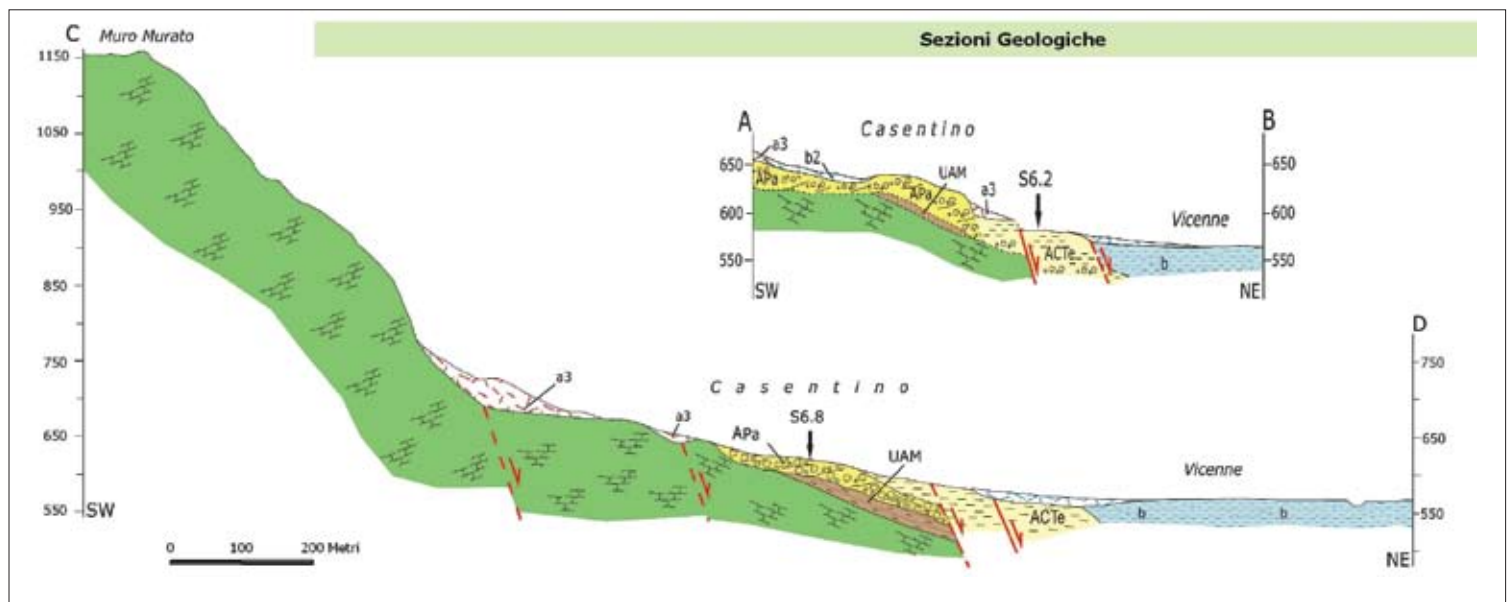 Sezioni Geologiche
C Muro Murato
1150
1050
950
850
750
650
550
SW
A Casentino B
650
600
550
a3
b2
APa
UAM
APa
a3
S6.2
ACTe
Vicenne
b
650
600
550
SW
NE
D
a3
Casentino
a3
S6.8
APa
UAM
ACTe
Vicenne
b
b
750
650
550
NE
0 100 200 Metri